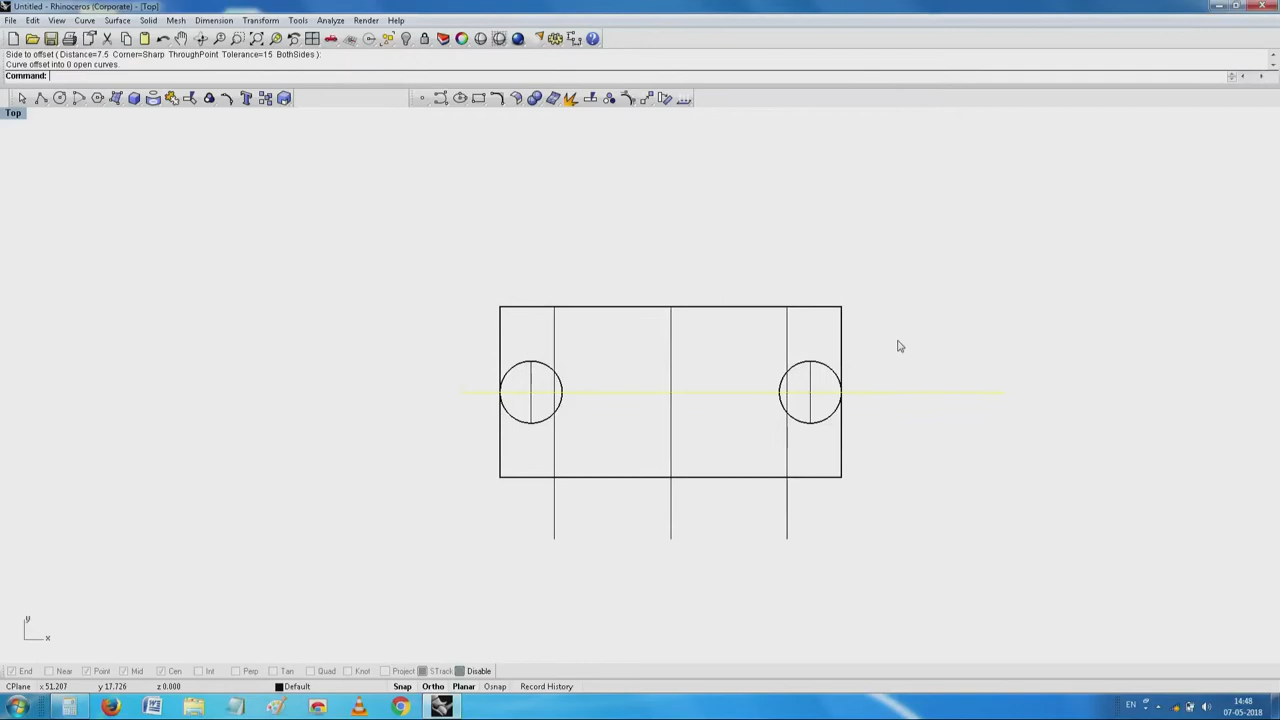 Untitled - Rhinoceros (Corporate) - [Top]
File Edit View Curve Surface Solid Mesh Dimension Transform Tools Analyze Render Help
Side to offset ( Distance=7.5 Corner=Sharp ThroughPoint Tolerance=15 BothSides ):
Curve offset into 0 open curves.
Command:
Top
y
x
End Near Point Mid Cen Int Perp Tan Quad Knot Project STrack Disable
CPlane x 51.207 y 17.726 z 0.000 Default Snap Ortho Planar Osnap Record History
EN 14:48
07-05-2018